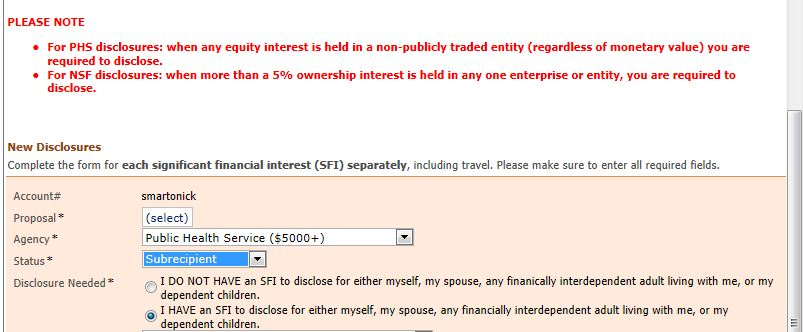 PLEASE NOTE
• For PHS disclosures: when any equity interest is held in a non-publicly traded entity (regardless of monetary value) you are
required to disclose.
• For NSF disclosures: when more than a 5% ownership interest is held in any one enterprise or entity, you are required to
disclose.
New Disclosures
Complete the form for each significant financial interest (SFI) separately, including travel. Please make sure to enter all required fields.
Account# smartonick
Proposal * (select)
Agency * Public Health Service ($5000+)
Status * Subrecipient
Disclosure Needed * I DO NOT HAVE an SFI to disclose for either myself, my spouse, any finanically interdependent adult living with me, or my
dependent children.
I HAVE an SFI to disclose for either myself, my spouse, any financially interdependent adult living with me, or my
dependent children.